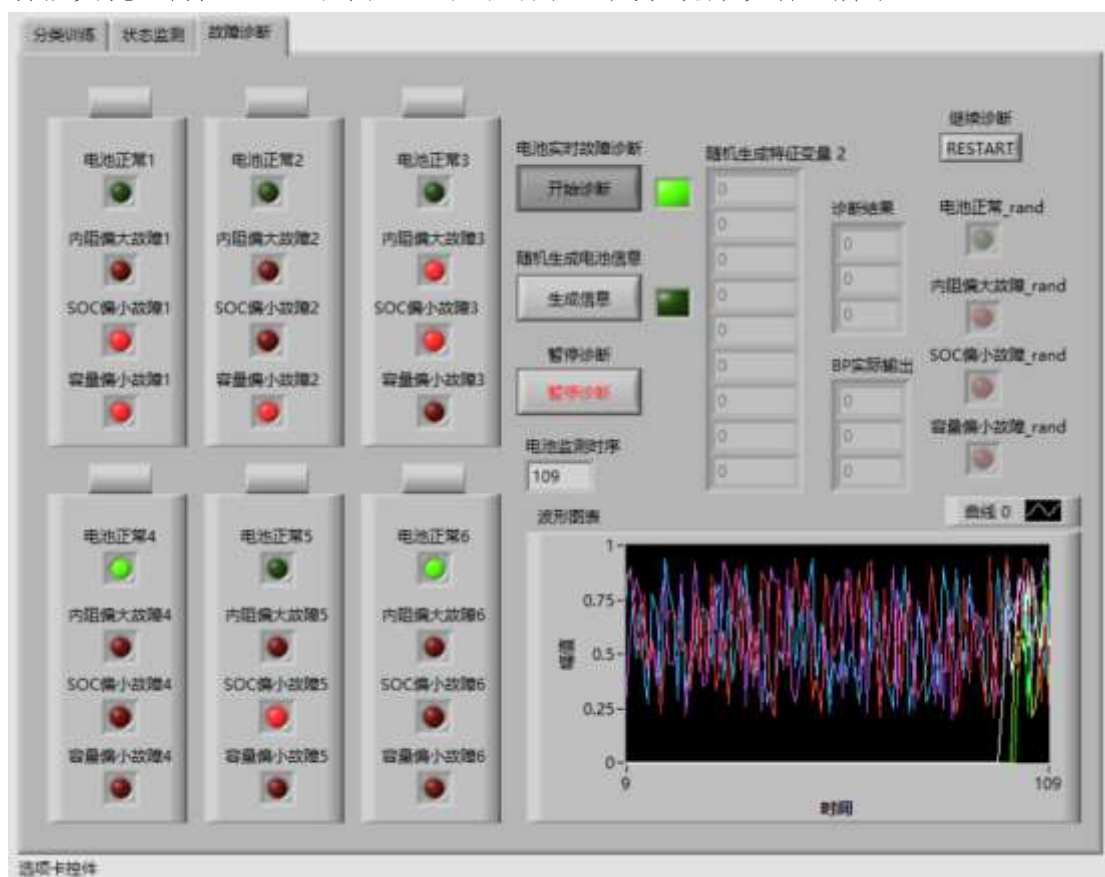 分类训练 状态监测 故障诊断
电池正常1
内阻偏大故障1
SOC偏小故障1
容量偏小故障1
电池正常2
内阻偏大故障2
SOC偏小故障2
容量偏小故障2
电池正常3
内阻偏大故障3
SOC偏小故障3
容量偏小故障3
电池正常4
内阻偏大故障4
SOC偏小故障4
容量偏小故障4
电池正常5
内阻偏大故障5
SOC偏小故障5
容量偏小故障5
电池正常6
内阻偏大故障6
SOC偏小故障6
容量偏小故障6
电池实时故障诊断
开始诊断
随机生成电池信息
生成信息
暂停诊断
暂停诊断
电池监测时序
109
随机生成特征变量 2
0
0
0
0
0
0
0
0
0
诊断结果
0
0
0
BP实际输出
0
0
0
继续诊断
RESTART
电池正常_rand
内阻偏大故障_rand
SOC偏小故障_rand
容量偏小故障_rand
波形图表
曲线 0
1
0.75
0.5
0.25
0
幅值
9
109
时间
选项卡控件